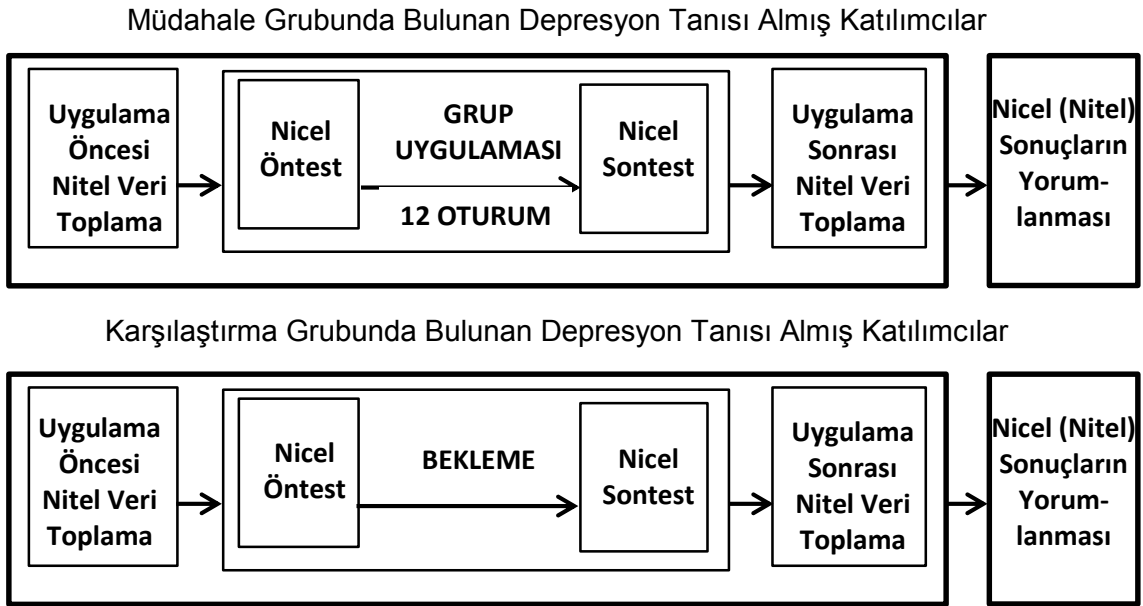 Müdahale Grubunda Bulunan Depresyon Tanısı Almış Katılımcılar
Uygulama
Öncesi
Nitel Veri
Toplama
Nicel
Öntest
GRUP
UYGULAMASI
12 OTURUM
Nicel
Sontest
Uygulama
Sonrası
Nitel Veri
Toplama
Nicel (Nitel)
Sonuçların
Yorum-
lanması
Karşılaştırma Grubunda Bulunan Depresyon Tanısı Almış Katılımcılar
Uygulama
Öncesi
Nitel Veri
Toplama
Nicel
Öntest
BEKLEME
Nicel
Sontest
Uygulama
Sonrası
Nitel Veri
Toplama
Nicel (Nitel)
Sonuçların
Yorum-
lanması